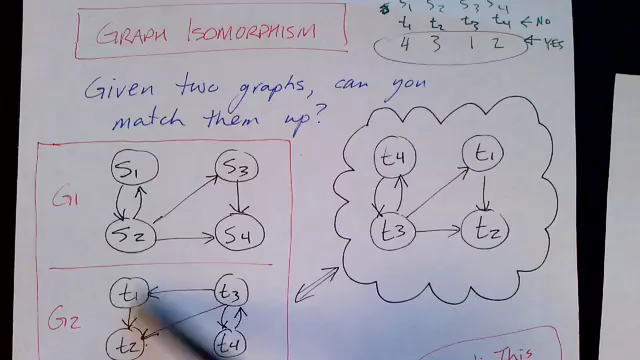 S1 S2 S3 S4
t1 t2 t3 t4 ← NO
4 3 1 2 ← YES
GRAPH ISOMORPHISM
Given two graphs, can you
match them up?
G1
S1 S3
S2 S4
t4 t1
t3 t2
G2
t1 t3
t2 t4
This